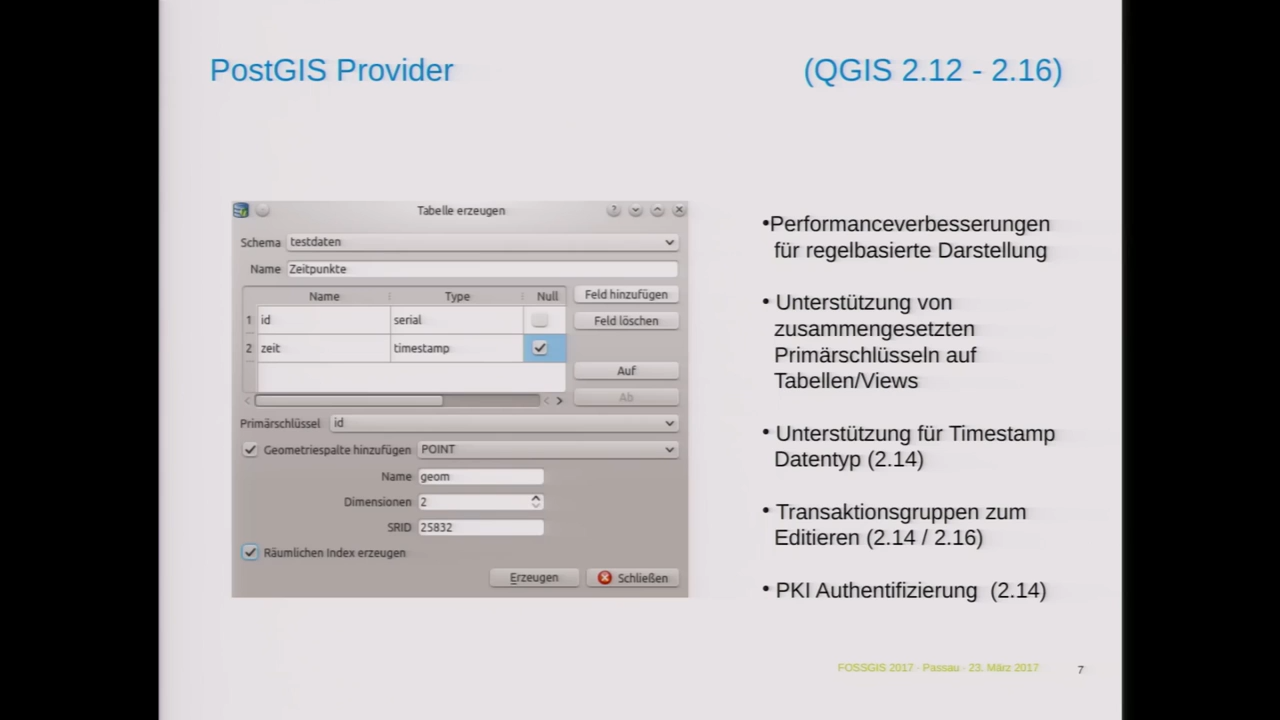 PostGIS Provider (QGIS 2.12 - 2.16)
Tabelle erzeugen
Schema testdaten
Name Zeitpunkte
Name Type Null
Feld hinzufügen
1 id serial
Feld löschen
2 zeit timestamp
Auf
Ab
Primärschlüssel id
Geometriespalte hinzufügen POINT
Name geom
Dimensionen 2
SRID 25832
Räumlichen Index erzeugen
Erzeugen Schließen
•Performanceverbesserungen
für regelbasierte Darstellung
• Unterstützung von
zusammengesetzten
Primärschlüsseln auf
Tabellen/Views
• Unterstützung für Timestamp
Datentyp (2.14)
• Transaktionsgruppen zum
Editieren (2.14 / 2.16)
• PKI Authentifizierung (2.14)
FOSSGIS 2017 - Passau - 23. März 2017 7